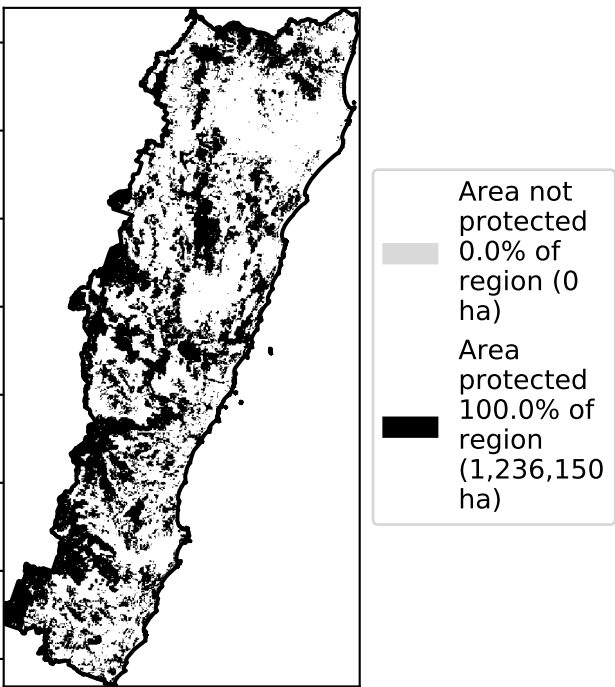 Area not
protected
0.0% of
region (0
ha)
Area
protected
100.0% of
region
(1,236,150
ha)